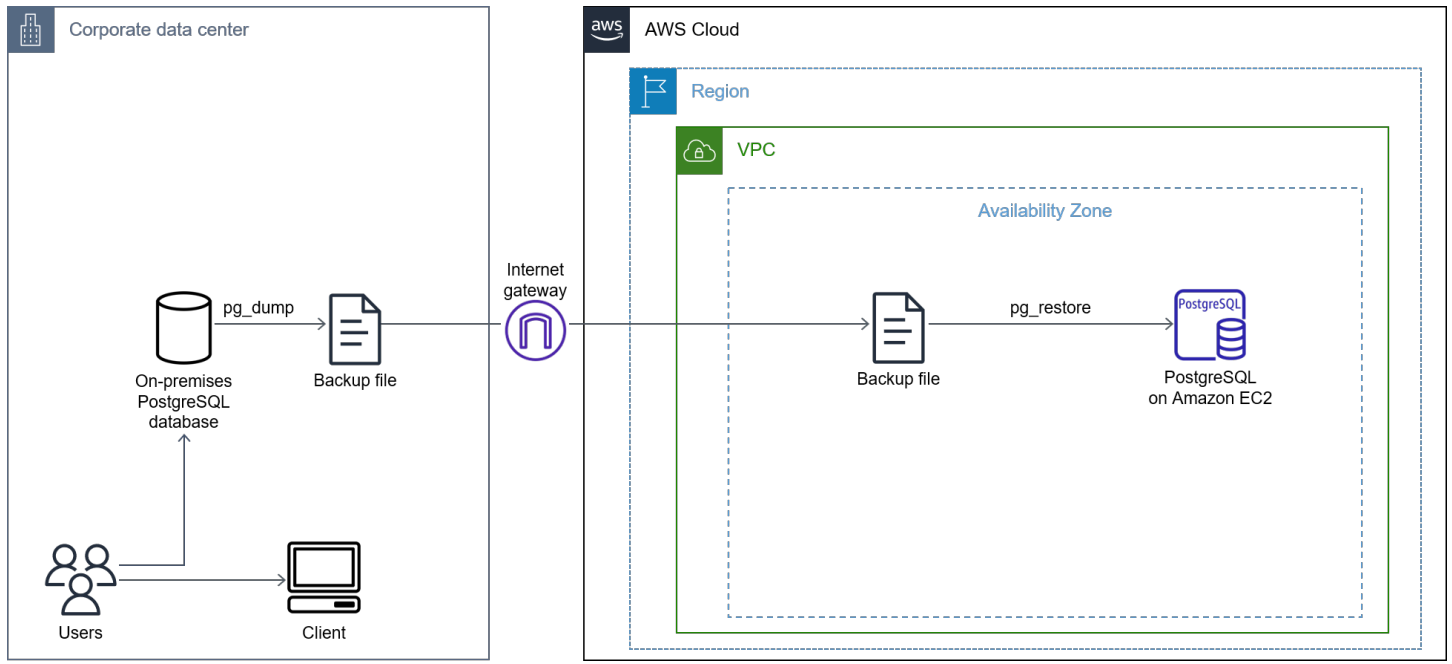 Corporate data center
aws
AWS Cloud
Region
VPC
Availability Zone
Internet
gateway
pg_dump
pg_restore
PostgreSQL
On-premises
PostgreSQL
database
Backup file
Backup file
PostgreSQL
on Amazon EC2
Users
Client